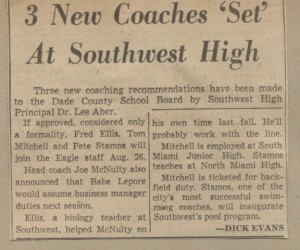 3 New Coaches 'Set'
At Southwest High
Three new coaching recommendations have been made
to the Dade County School Board by Southwest High
Principal Dr. Lee Aber.
If approved, considered only
a formality, Fred Ellis, Tom
Mitchell and Pete Stamos will
join the Eagle staff Aug. 26.
Head coach Joe McNulty also
announced that Babe Lepore
would assume business manager
duties next season.
Ellis, a biology teacher at
Southwest, helped McNulty on
his own time last fall. He'll
probably work with the line.
Mitchell is employed at South
Miami Junior High. Stamos
teaches at North Miami High.
Mitchell is ticketed for back-
field duty. Stamos, one of the
city's most successful swim-
ming coaches, will inaugurate
Southwest's pool program.
—DICK EVANS